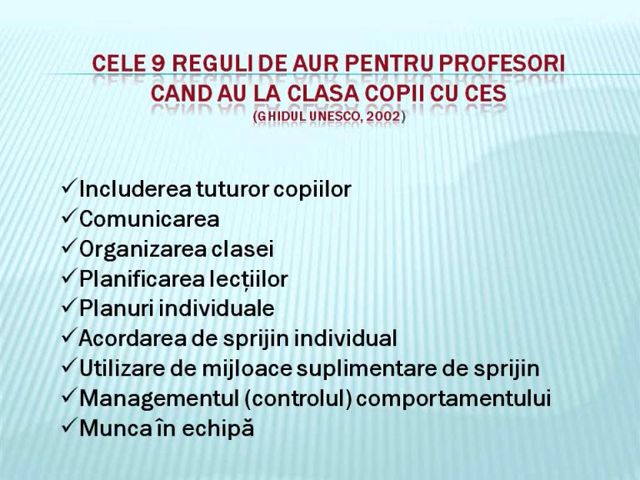 CELE 9 REGULI DE AUR PENTRU PROFESORI
CAND AU LA CLASA COPII CU CES
(GHIDUL UNESCO, 2002)
✓Includerea tuturor copiilor
✓Comunicarea
✓Organizarea clasei
✓Planificarea lecțiilor
✓Planuri individuale
✓Acordarea de sprijin individual
✓Utilizare de mijloace suplimentare de sprijin
✓Managementul (controlul) comportamentului
✓Munca în echipă